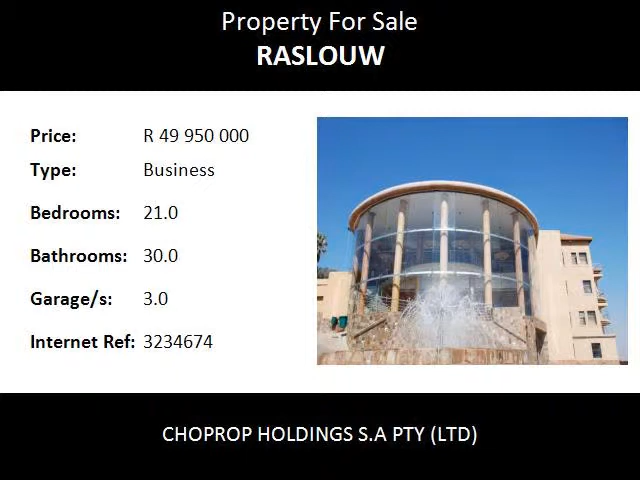 Property For Sale
RASLOUW
Price: R 49 950 000
Type: Business
Bedrooms: 21.0
Bathrooms: 30.0
Garage/s: 3.0
Internet Ref: 3234674
CHOPROP HOLDINGS S.A PTY (LTD)